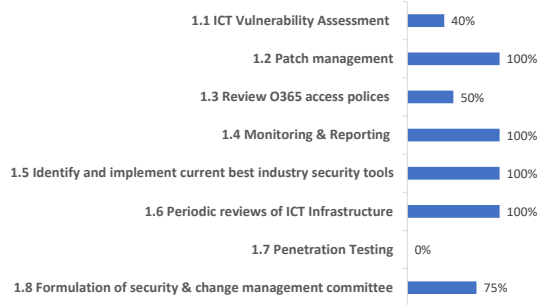 1.1 ICT Vulnerability Assessment 40%
1.2 Patch management 100%
1.3 Review O365 access polices 50%
1.4 Monitoring & Reporting 100%
1.5 Identify and implement current best industry security tools 100%
1.6 Periodic reviews of ICT Infrastructure 100%
1.7 Penetration Testing 0%
1.8 Formulation of security & change management committee 75%